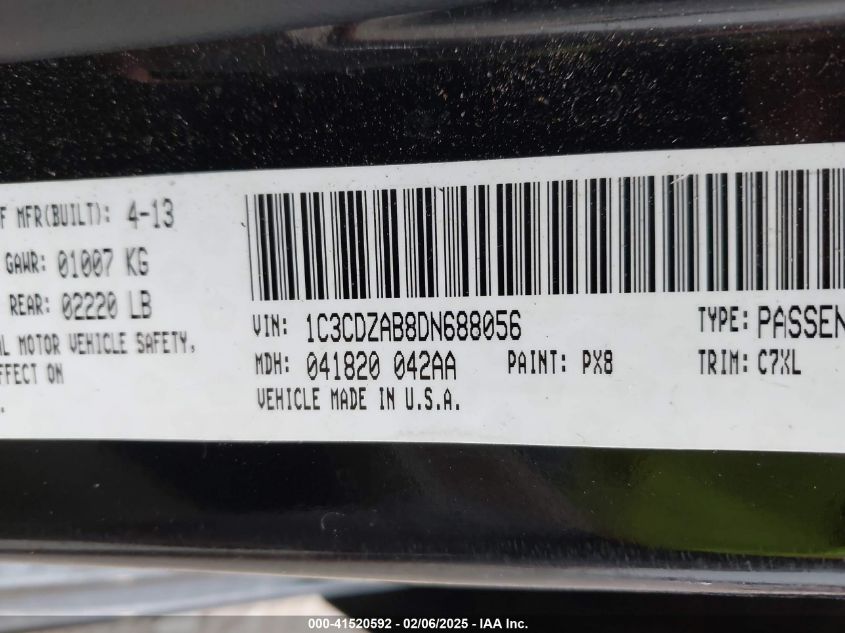 F MFR(BUILT): 4-13
GAWR: 01007 KG
REAR: 02220 LB
L MOTOR VEHICLE SAFETY,
FFECT ON
.
VIN: 1C3CDZAB8DN688056 TYPE: PASSEN
MDH: 041820 042AA PAINT: PX8 TRIM: C7XL
VEHICLE MADE IN U.S.A.
000-41520592 - 02/06/2025 - IAA Inc.